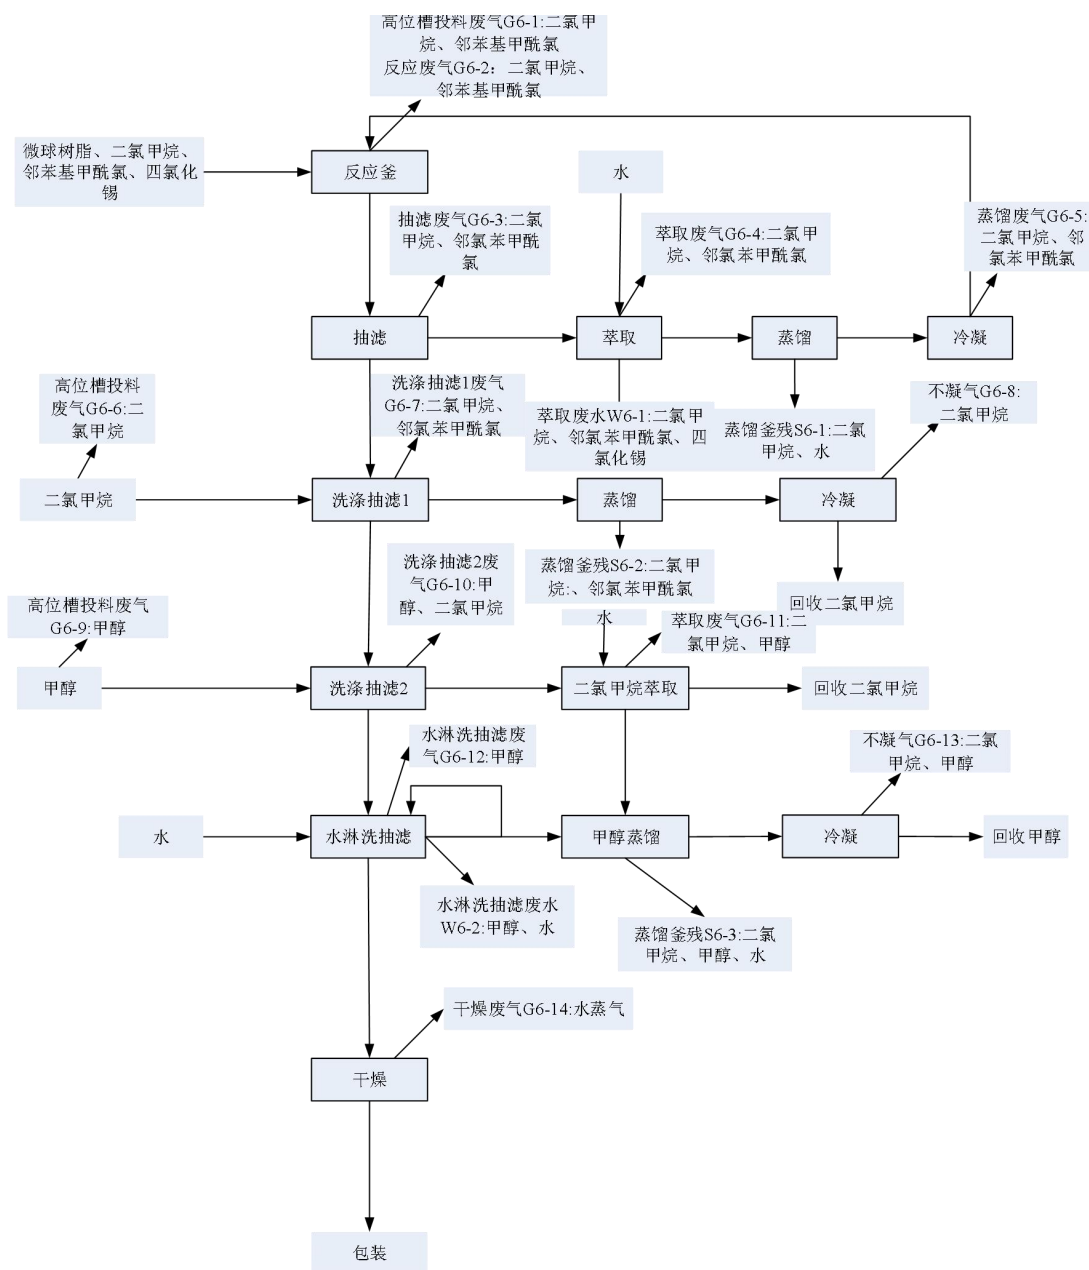 高位槽投料废气G6-1:二氯甲
烷、邻苯基甲酰氯
反应废气G6-2：二氯甲烷、
邻苯基甲酰氯
微球树脂、二氯甲烷、
邻苯基甲酰氯、四氯化
锡
反应釜
水
抽滤废气G6-3:二氯
甲烷、邻氯苯甲酰
氯
萃取废气G6-4:二氯甲
烷、邻氯苯甲酰氯
蒸馏废气G6-5:
二氯甲烷、邻
氯苯甲酰氯
抽滤
萃取
蒸馏
冷凝
高位槽投料
废气G6-6:二
氯甲烷
洗涤抽滤1废气
G6-7:二氯甲烷、
邻氯苯甲酰氯
萃取废水W6-1:二氯甲
烷、邻氯苯甲酰氯、四
氯化锡
蒸馏釜残S6-1:二氯
甲烷、水
不凝气G6-8:
二氯甲烷
二氯甲烷
洗涤抽滤1
蒸馏
冷凝
洗涤抽滤2废
气G6-10:甲
醇、二氯甲烷
蒸馏釜残S6-2:二氯甲
烷:、邻氯苯甲酰氯
回收二氯甲烷
高位槽投料废气
G6-9:甲醇
水
萃取废气G6-11:二
氯甲烷、甲醇
甲醇
洗涤抽滤2
二氯甲烷萃取
回收二氯甲烷
水淋洗抽滤废
气G6-12:甲醇
不凝气G6-13:二氯
甲烷、甲醇
水
水淋洗抽滤
甲醇蒸馏
冷凝
回收甲醇
水淋洗抽滤废水
W6-2:甲醇、水
蒸馏釜残S6-3:二氯
甲烷、甲醇、水
干燥废气G6-14:水蒸气
干燥
包装